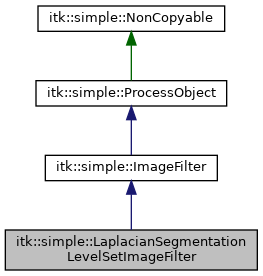 itk::simple::NonCopyable
itk::simple::ProcessObject
itk::simple::ImageFilter
itk::simple::LaplacianSegmentation
LevelSetImageFilter